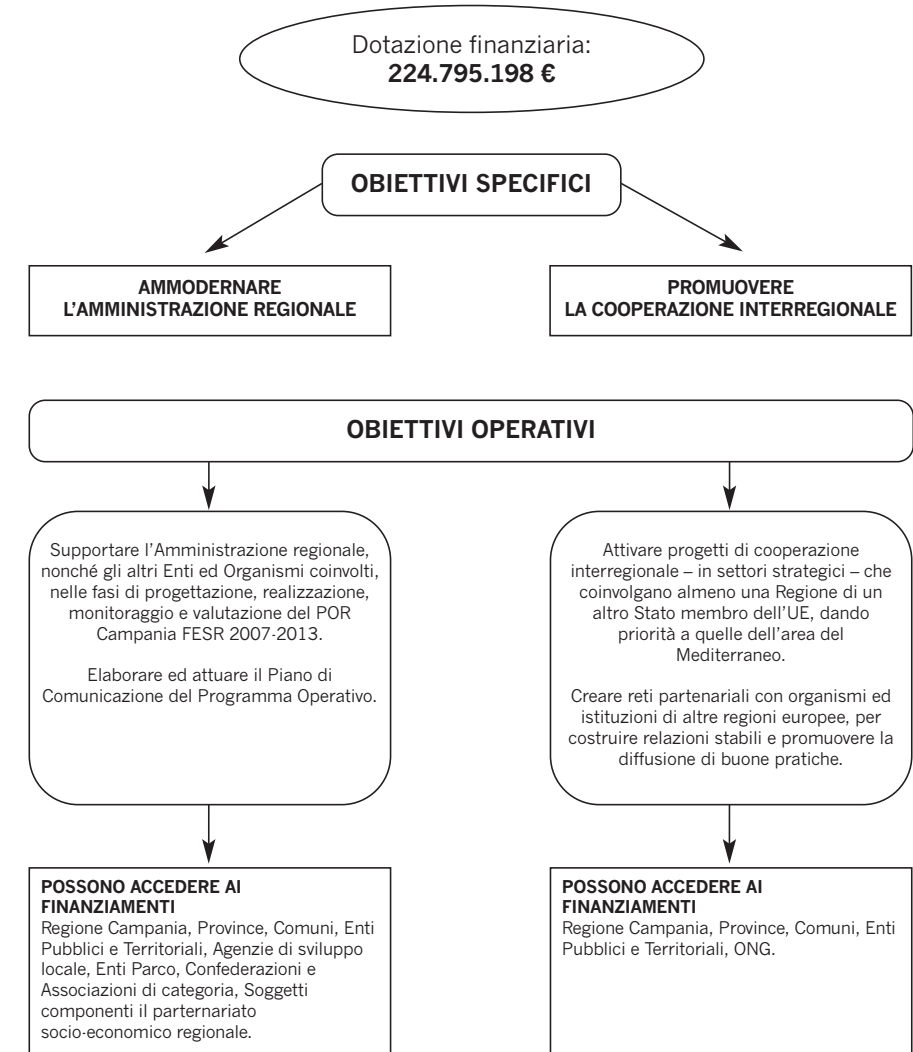 Dotazione finanziaria:
224.795.198 €
OBIETTIVI SPECIFICI
AMMODERNARE
L'AMMINISTRAZIONE REGIONALE
PROMUOVERE
LA COOPERAZIONE INTERREGIONALE
OBIETTIVI OPERATIVI
Supportare l'Amministrazione regionale,
nonché gli altri Enti ed Organismi coinvolti,
nelle fasi di progettazione, realizzazione,
monitoraggio e valutazione del POR
Campania FESR 2007-2013.
Elaborare ed attuare il Piano di
Comunicazione del Programma Operativo.
Attivare progetti di cooperazione
interregionale – in settori strategici – che
coinvolgano almeno una Regione di un
altro Stato membro dell'UE, dando
priorità a quelle dell'area del
Mediterraneo.
Creare reti partenariali con organismi ed
istituzioni di altre regioni europee, per
costruire relazioni stabili e promuovere la
diffusione di buone pratiche.
POSSONO ACCEDERE AI
FINANZIAMENTI
Regione Campania, Province, Comuni, Enti
Pubblici e Territoriali, Agenzie di sviluppo
locale, Enti Parco, Confederazioni e
Associazioni di categoria, Soggetti
componenti il parternariato
socio-economico regionale.
POSSONO ACCEDERE AI
FINANZIAMENTI
Regione Campania, Province, Comuni, Enti
Pubblici e Territoriali, ONG.